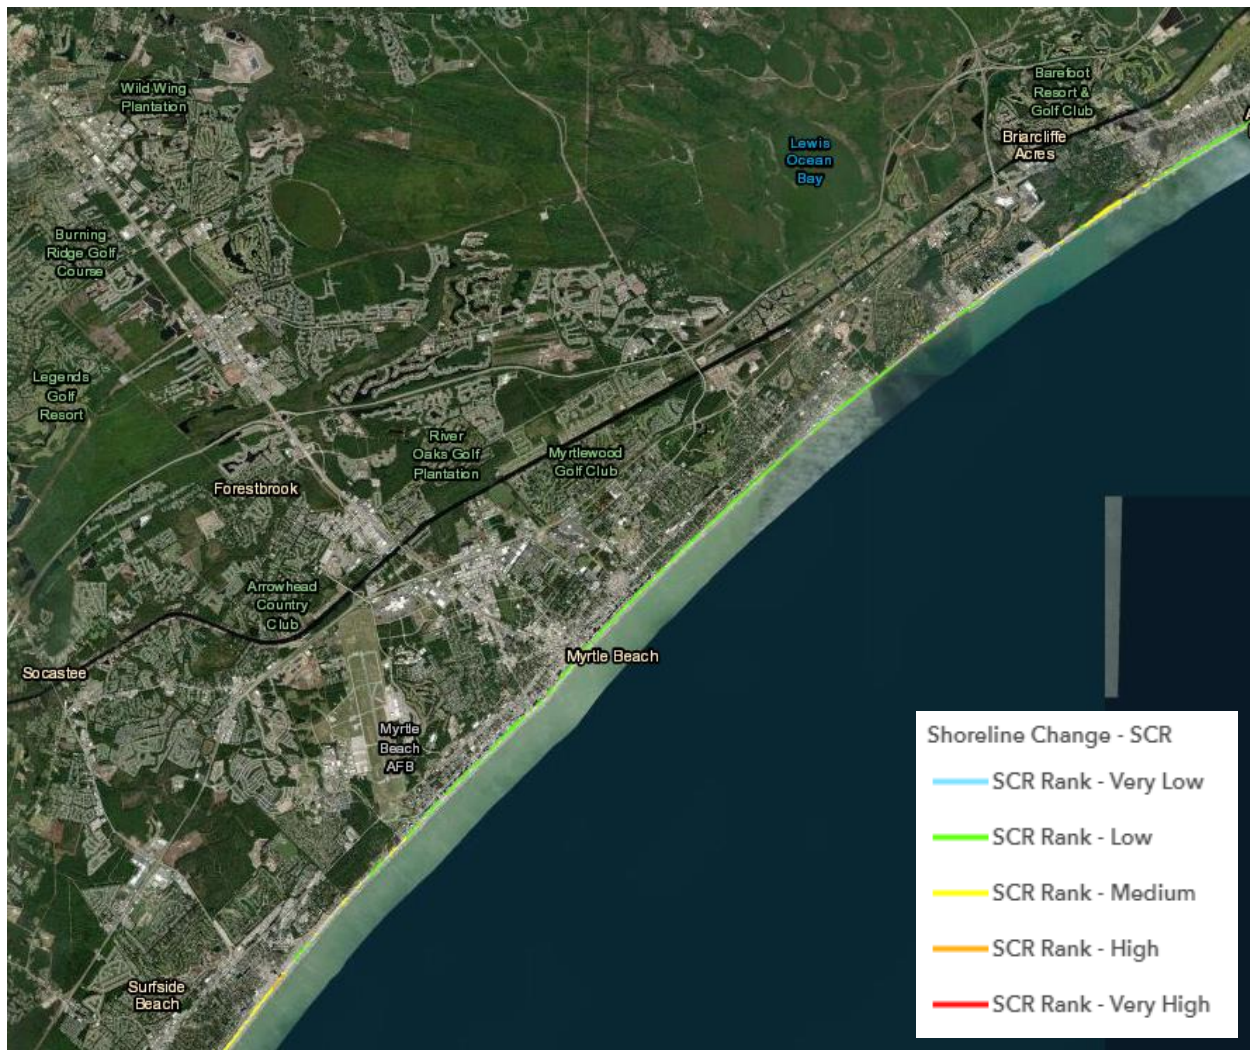 Wild Wing
Plantation
Barefoot
Resort &
Golf Club
Briarcliffe
Acres
A
Lewis
Ocean
Bay
Burning
Ridge Golf
Course
Legends
Golf
Resort
River
Oaks Golf
Plantation
Myrtlewood
Golf Club
Forestbrook
Arrowhead
Country
Club
Socastee
Myrtle Beach
Myrtle
Beach
AFB
Surfside
Beach
Shoreline Change - SCR
SCR Rank - Very Low
SCR Rank - Low
SCR Rank - Medium
SCR Rank - High
SCR Rank - Very High